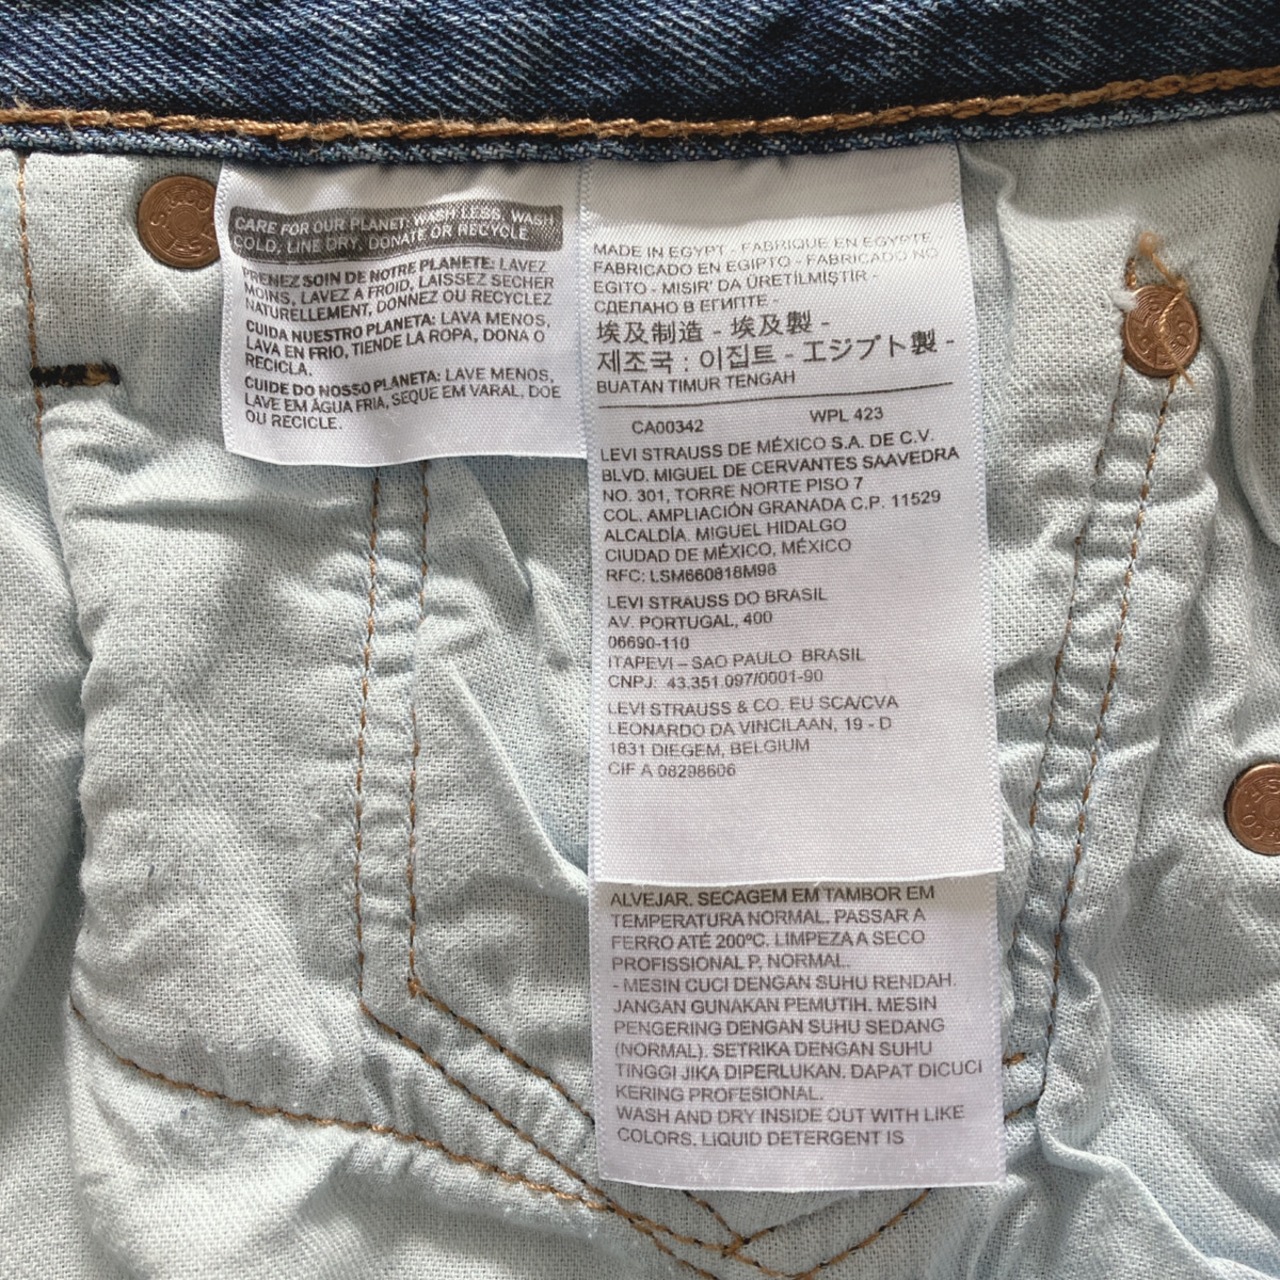 CARE FOR OUR PLANET: WASH LESS, WASH
COLD, LINE DRY, DONATE OR RECYCLE
PRENEZ SOIN DE NOTRE PLANETE: LAVEZ
MOINS, LAVEZ A FROID, LAISSEZ SECHER
NATURELLEMENT, DONNEZ OU RECYCLEZ
CUIDA NUESTRO PLANETA: LAVA MENOS,
LAVA EN FRIO, TIENDE LA ROPA, DONA O
RECICLA.
CUIDE DO NOSSO PLANETA: LAVE MENOS,
LAVE EM ÁGUA FRIA, SEQUE EM VARAL, DOE
OU RECICLE.
MADE IN EGYPT - FABRIQUE EN EGYPTE
FABRICADO EN EGIPTO - FABRICADO NO
EGITO - MISIR' DA ÜRETİLMİŞTİR -
СДЕЛАНО В ЕГИПТЕ -
埃及制造 - 埃及製 -
제조국 : 이집트 - エジプト製 -
BUATAN TIMUR TENGAH
CA00342 WPL 423
LEVI STRAUSS DE MÉXICO S.A. DE C.V.
BLVD. MIGUEL DE CERVANTES SAAVEDRA
NO. 301, TORRE NORTE PISO 7
COL. AMPLIACIÓN GRANADA C.P. 11529
ALCALDÍA. MIGUEL HIDALGO
CIUDAD DE MÉXICO, MÉXICO
RFC: LSM660818M98
LEVI STRAUSS DO BRASIL
AV. PORTUGAL, 400
06690-110
ITAPEVI – SAO PAULO BRASIL
CNPJ: 43.351.097/0001-90
LEVI STRAUSS & CO. EU SCA/CVA
LEONARDO DA VINCILAAN, 19 - D
1831 DIEGEM, BELGIUM
CIF A 08298606
ALVEJAR. SECAGEM EM TAMBOR EM
TEMPERATURA NORMAL. PASSAR A
FERRO ATÉ 200ºC. LIMPEZA A SECO
PROFISSIONAL P, NORMAL.
- MESIN CUCI DENGAN SUHU RENDAH.
JANGAN GUNAKAN PEMUTIH. MESIN
PENGERING DENGAN SUHU SEDANG
(NORMAL). SETRIKA DENGAN SUHU
TINGGI JIKA DIPERLUKAN. DAPAT DICUCI
KERING PROFESIONAL.
WASH AND DRY INSIDE OUT WITH LIKE
COLORS. LIQUID DETERGENT IS